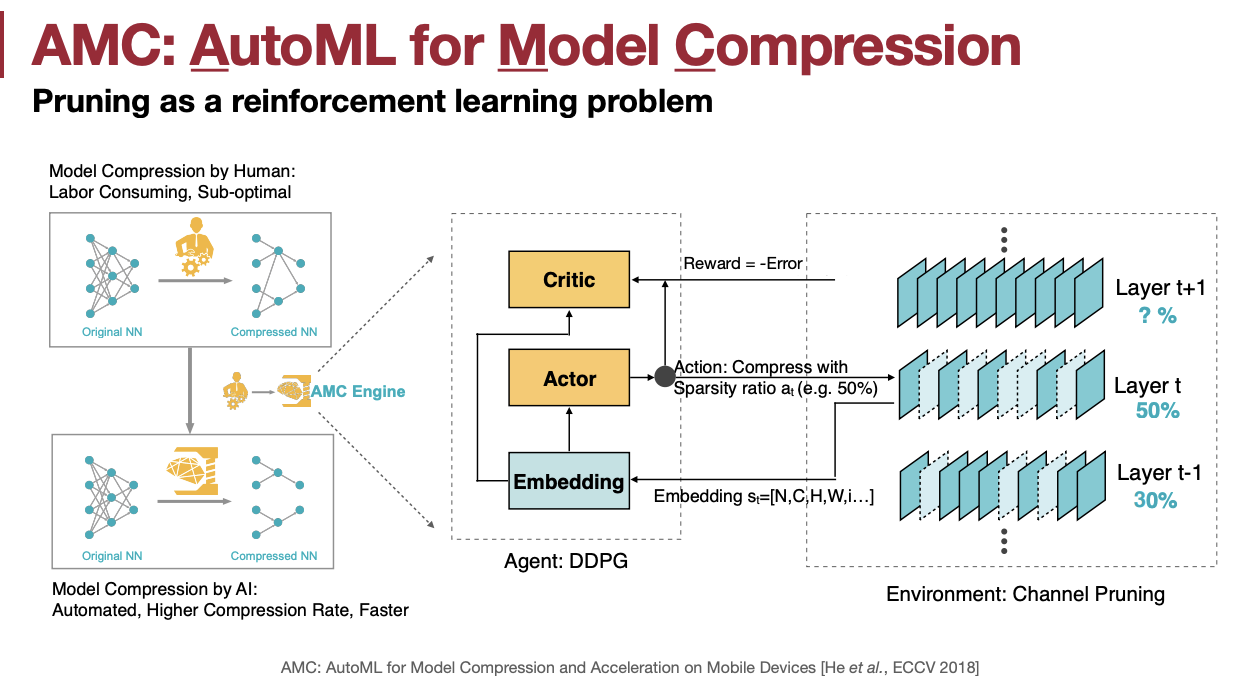 AMC: AutoML for Model Compression
Pruning as a reinforcement learning problem
Model Compression by Human:
Labor Consuming, Sub-optimal
Original NN
Compressed NN
AMC Engine
Original NN
Compressed NN
Model Compression by AI:
Automated, Higher Compression Rate, Faster
Critic
Actor
Embedding
Agent: DDPG
Reward = -Error
Action: Compress with
Sparsity ratio aₜ (e.g. 50%)
Embedding sₜ=[N,C,H,W,i…]
Layer t+1
? %
Layer t
50%
Layer t-1
30%
Environment: Channel Pruning
AMC: AutoML for Model Compression and Acceleration on Mobile Devices [He et al., ECCV 2018]